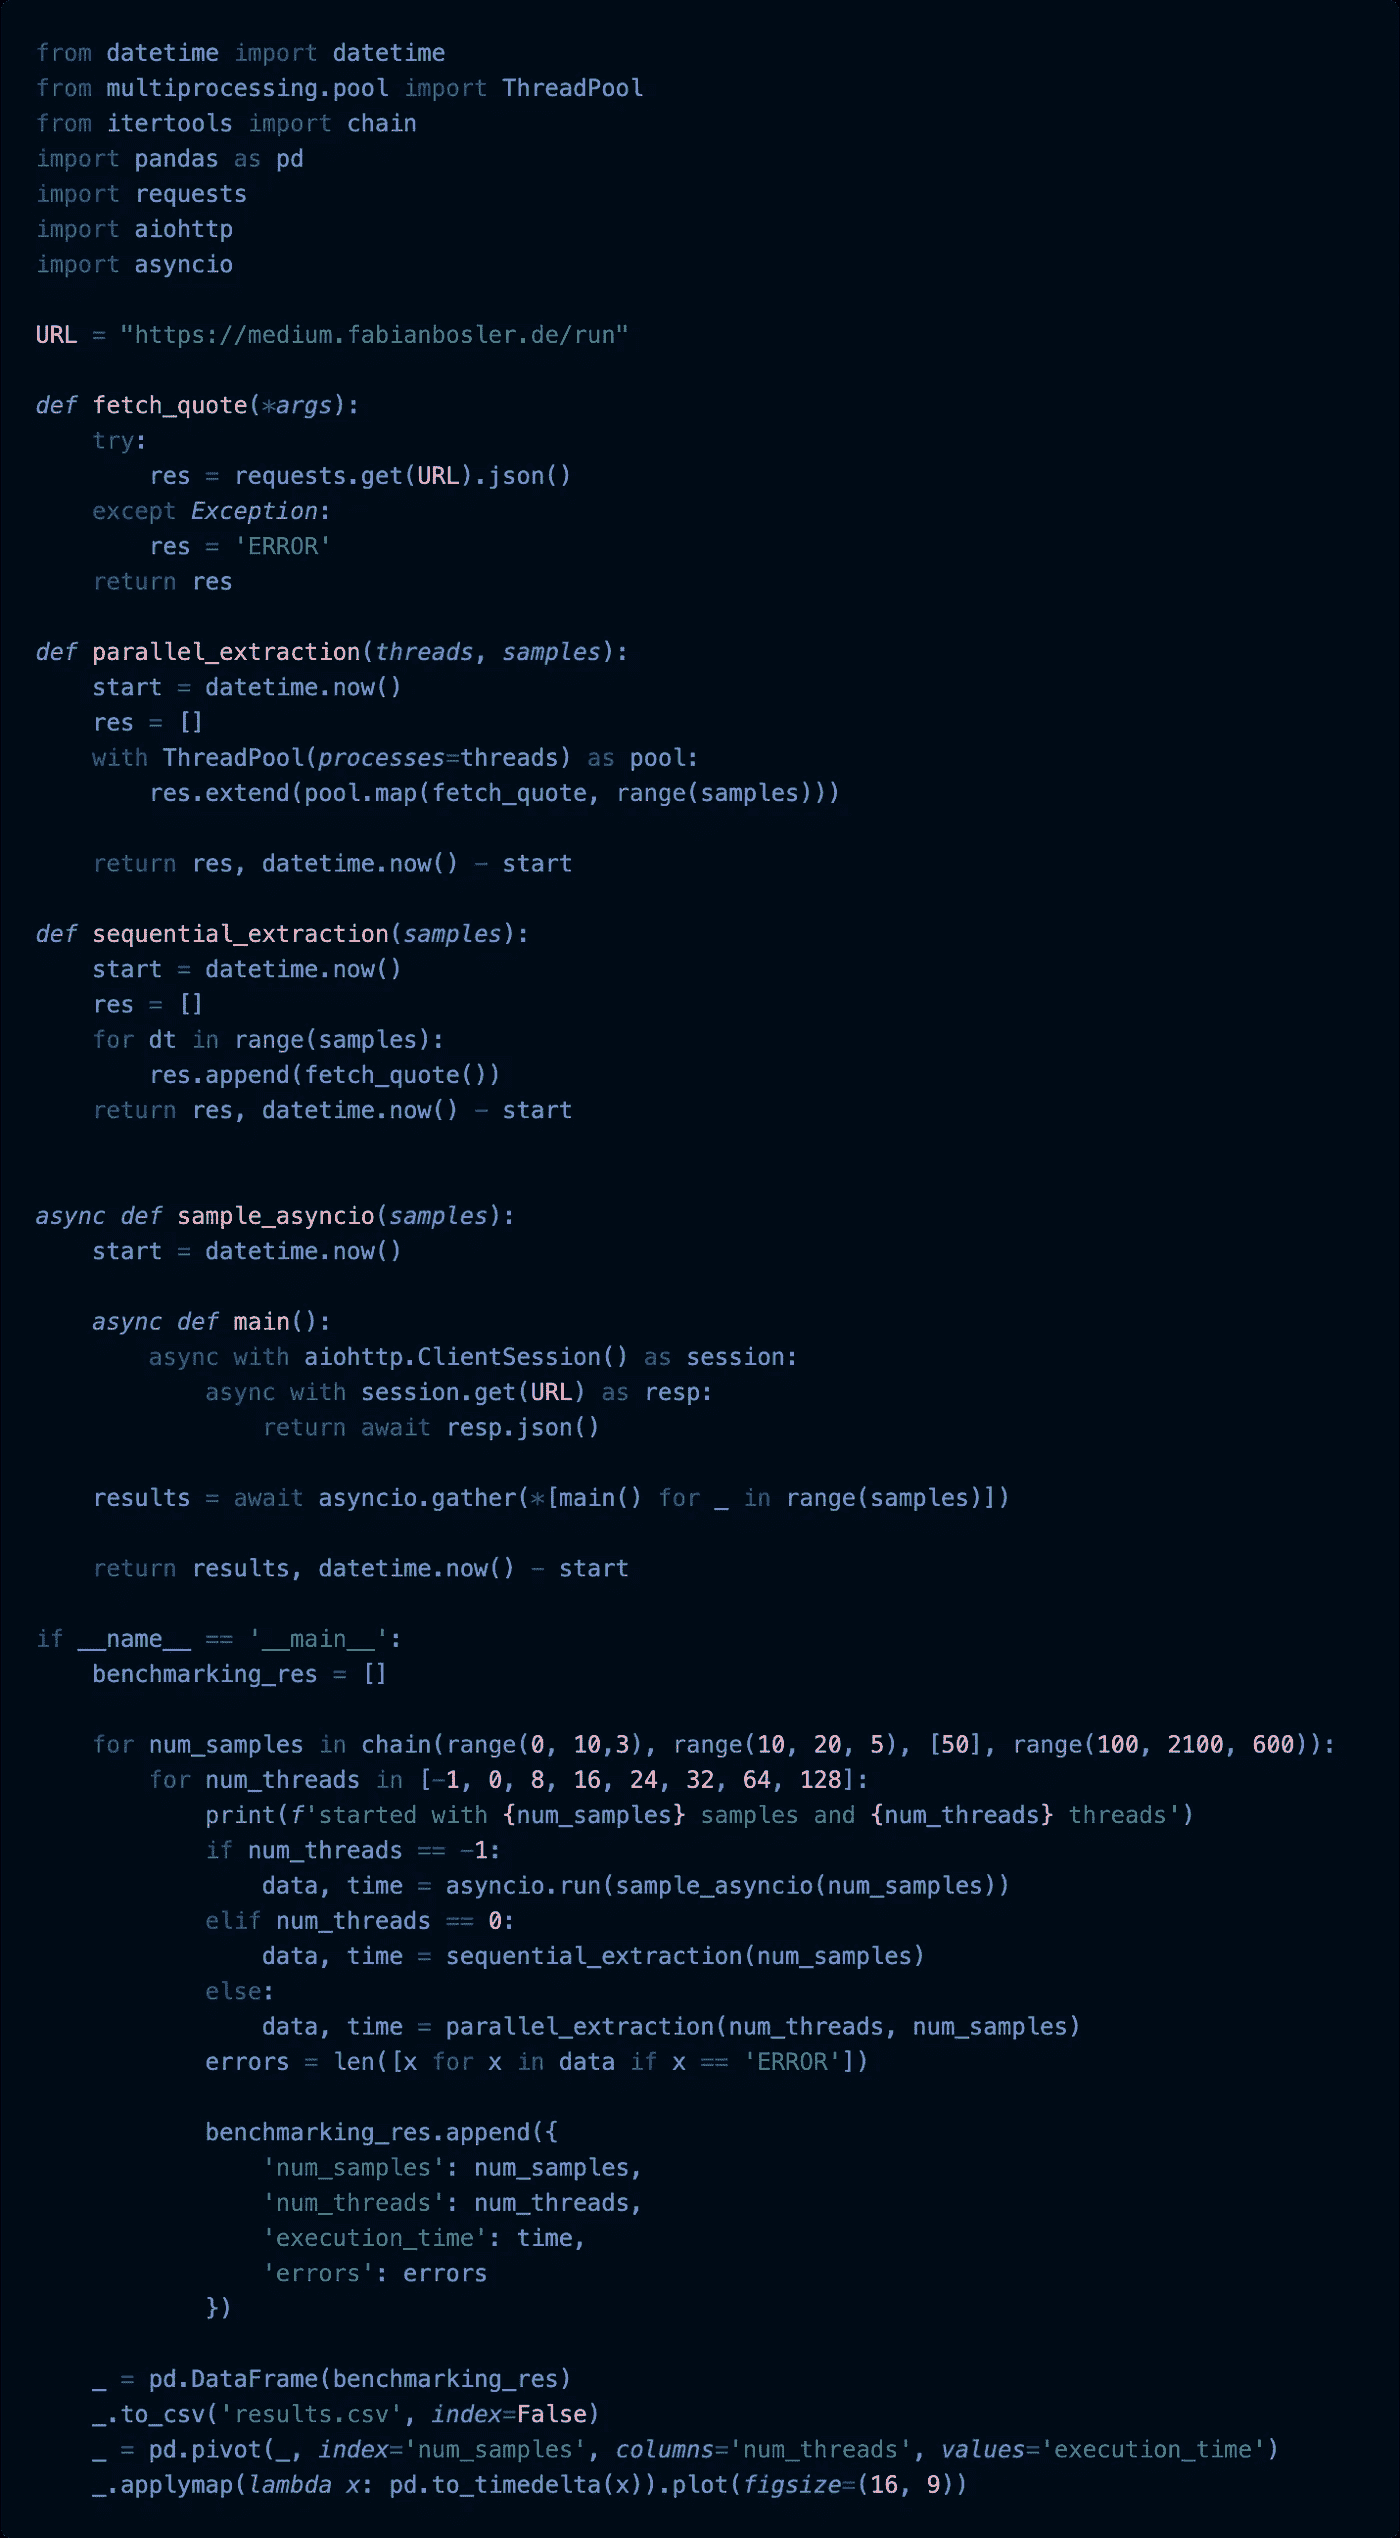 from datetime import datetime
from multiprocessing.pool import ThreadPool
from itertools import chain
import pandas as pd
import requests
import aiohttp
import asyncio

URL = "https://medium.fabianbosler.de/run"

def fetch_quote(*args):
    try:
        res = requests.get(URL).json()
    except Exception:
        res = 'ERROR'
    return res

def parallel_extraction(threads, samples):
    start = datetime.now()
    res = []
    with ThreadPool(processes=threads) as pool:
        res.extend(pool.map(fetch_quote, range(samples)))

    return res, datetime.now() - start

def sequential_extraction(samples):
    start = datetime.now()
    res = []
    for dt in range(samples):
        res.append(fetch_quote())
    return res, datetime.now() - start


async def sample_asyncio(samples):
    start = datetime.now()

    async def main():
        async with aiohttp.ClientSession() as session:
            async with session.get(URL) as resp:
                return await resp.json()

    results = await asyncio.gather(*[main() for _ in range(samples)])

    return results, datetime.now() - start

if __name__ == '__main__':
    benchmarking_res = []

    for num_samples in chain(range(0, 10,3), range(10, 20, 5), [50], range(100, 2100, 600)):
        for num_threads in [-1, 0, 8, 16, 24, 32, 64, 128]:
            print(f'started with {num_samples} samples and {num_threads} threads')
            if num_threads == -1:
                data, time = asyncio.run(sample_asyncio(num_samples))
            elif num_threads == 0:
                data, time = sequential_extraction(num_samples)
            else:
                data, time = parallel_extraction(num_threads, num_samples)
            errors = len([x for x in data if x == 'ERROR'])

            benchmarking_res.append({
                'num_samples': num_samples,
                'num_threads': num_threads,
                'execution_time': time,
                'errors': errors
            })

    _ = pd.DataFrame(benchmarking_res)
    _.to_csv('results.csv', index=False)
    _ = pd.pivot(_, index='num_samples', columns='num_threads', values='execution_time')
    _.applymap(lambda x: pd.to_timedelta(x)).plot(figsize=(16, 9))